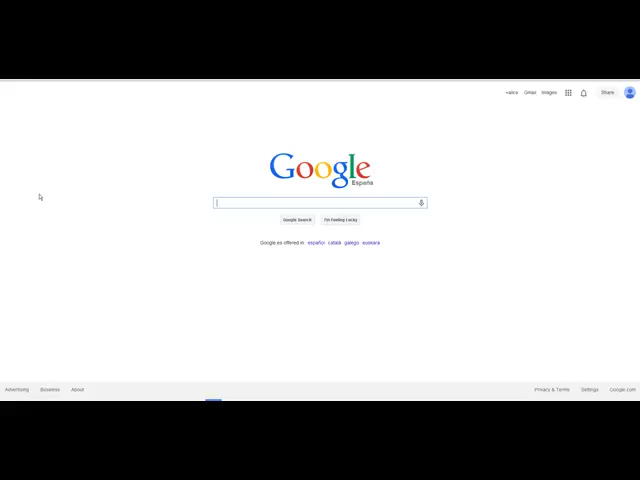 +alice Gmail Images Share
Google
España
Google Search I'm Feeling Lucky
Google.es offered in: español català galego euskara
Advertising Business About Privacy & Terms Settings Google.com